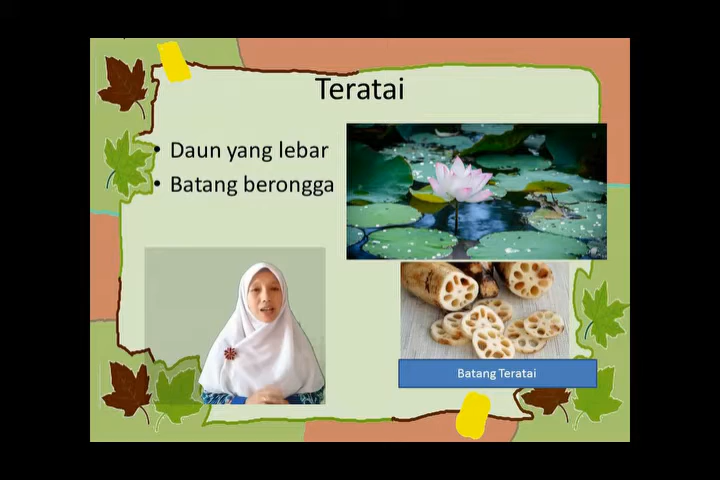 Teratai
• Daun yang lebar
• Batang berongga
Batang Teratai